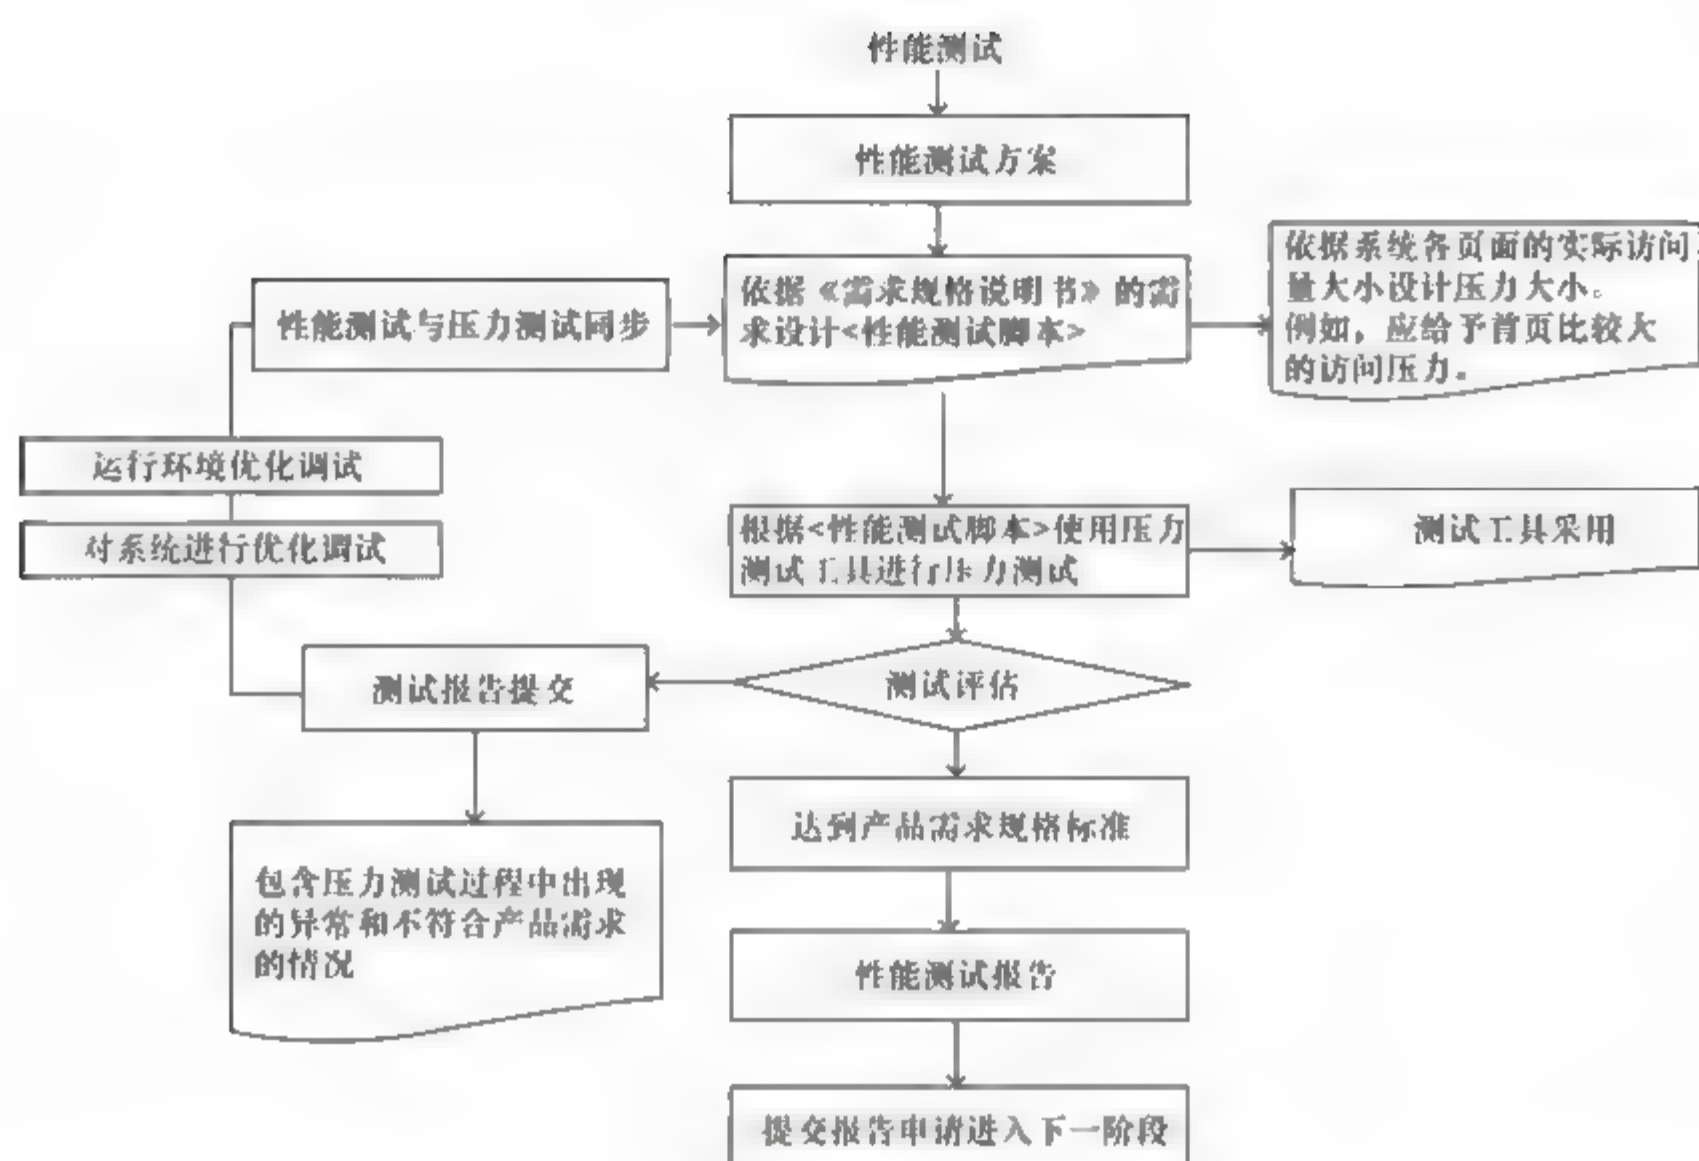 性能测试
性能测试方案
依据《需求规格说明书》的需
求设计<性能测试脚本>
依据系统各页面的实际访问
量大小设计压力大小。
例如，应给予首页比较大
的访问压力。
性能测试与压力测试同步
运行环境优化调试
对系统进行优化调试
根据<性能测试脚本>使用压力
测试工具进行压力测试
测试工具采用
测试评估
测试报告提交
达到产品需求规格标准
包含压力测试过程中出现
的异常和不符合产品需求
的情况
性能测试报告
提交报告申请进入下一阶段